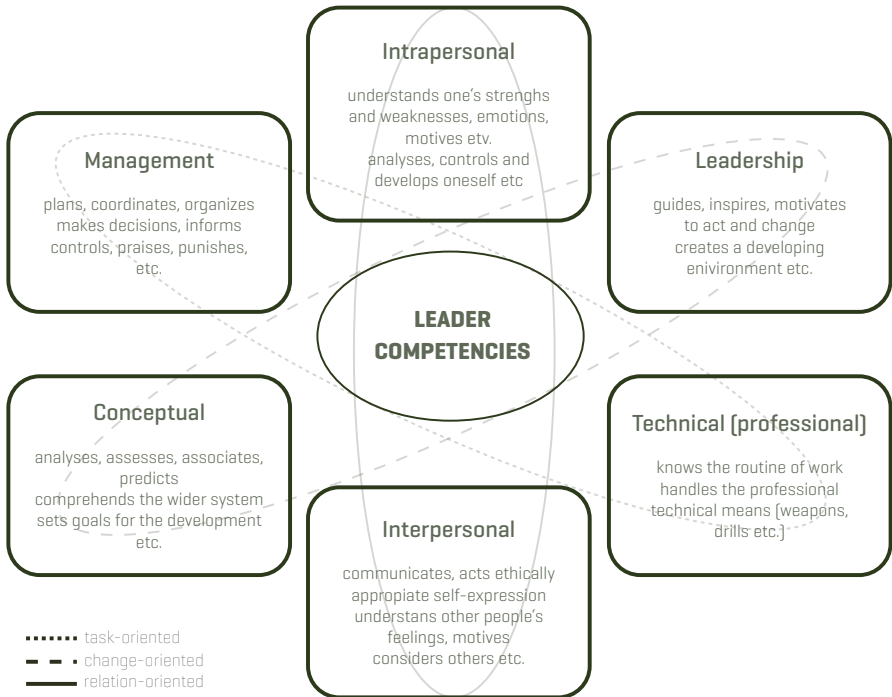 Intrapersonal
understands one's strenghs
and weaknesses, emotions,
motives etv.
analyses, controls and
develops oneself etc
Management
plans, coordinates, organizes
makes decisions, informs
controls, praises, punishes,
etc.
Leadership
guides, inspires, motivates
to act and change
creates a developing
enivironment etc.
LEADER
COMPETENCIES
Conceptual
analyses, assesses, associates,
predicts
comprehends the wider system
sets goals for the development
etc.
Technical (professional)
knows the routine of work
handles the professional
technical means (weapons,
drills etc.)
Interpersonal
communicates, acts ethically
appropiate self-expression
understans other people's
feelings, motives
considers others etc.
task-oriented
change-oriented
relation-oriented